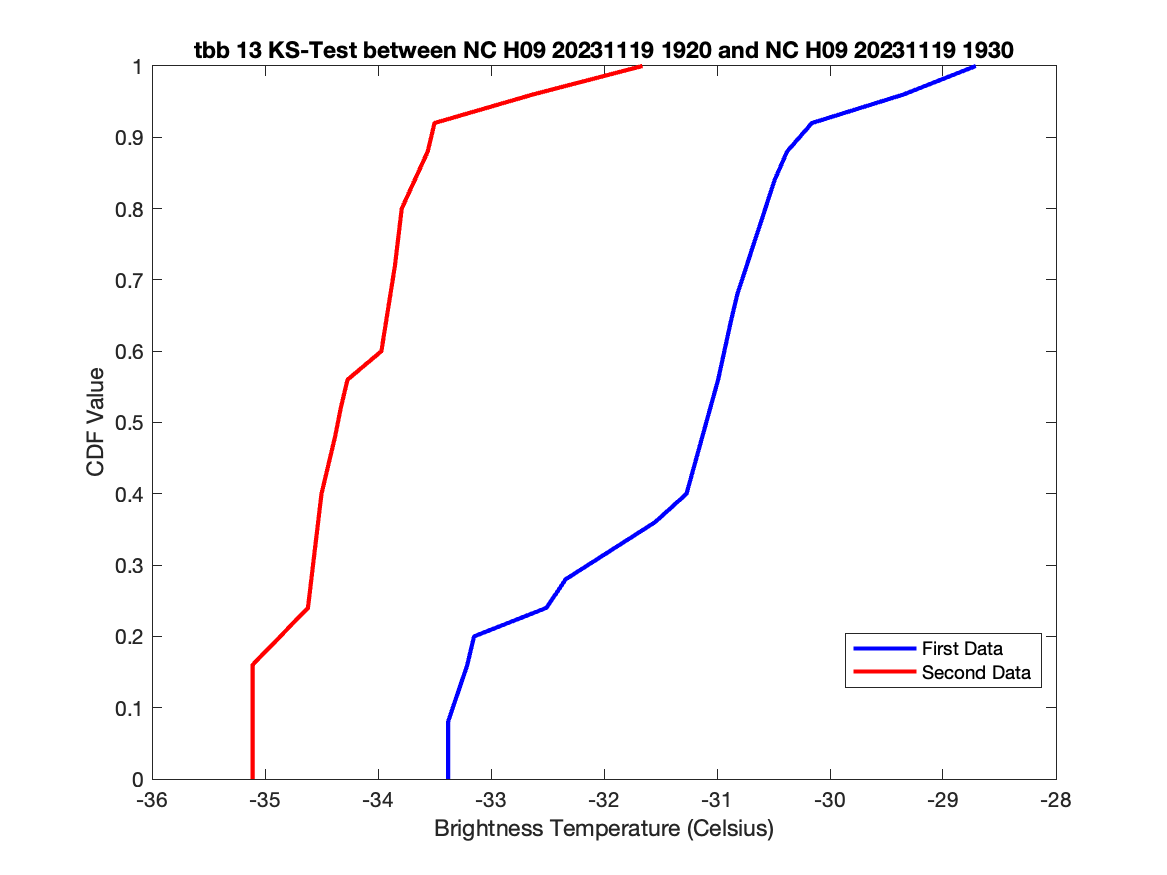 tbb 13 KS-Test between NC H09 20231119 1920 and NC H09 20231119 1930
1
0.9
0.8
0.7
0.6
0.5
0.4
0.3
0.2
0.1
0
CDF Value
First Data
Second Data
-36 -35 -34 -33 -32 -31 -30 -29 -28
Brightness Temperature (Celsius)